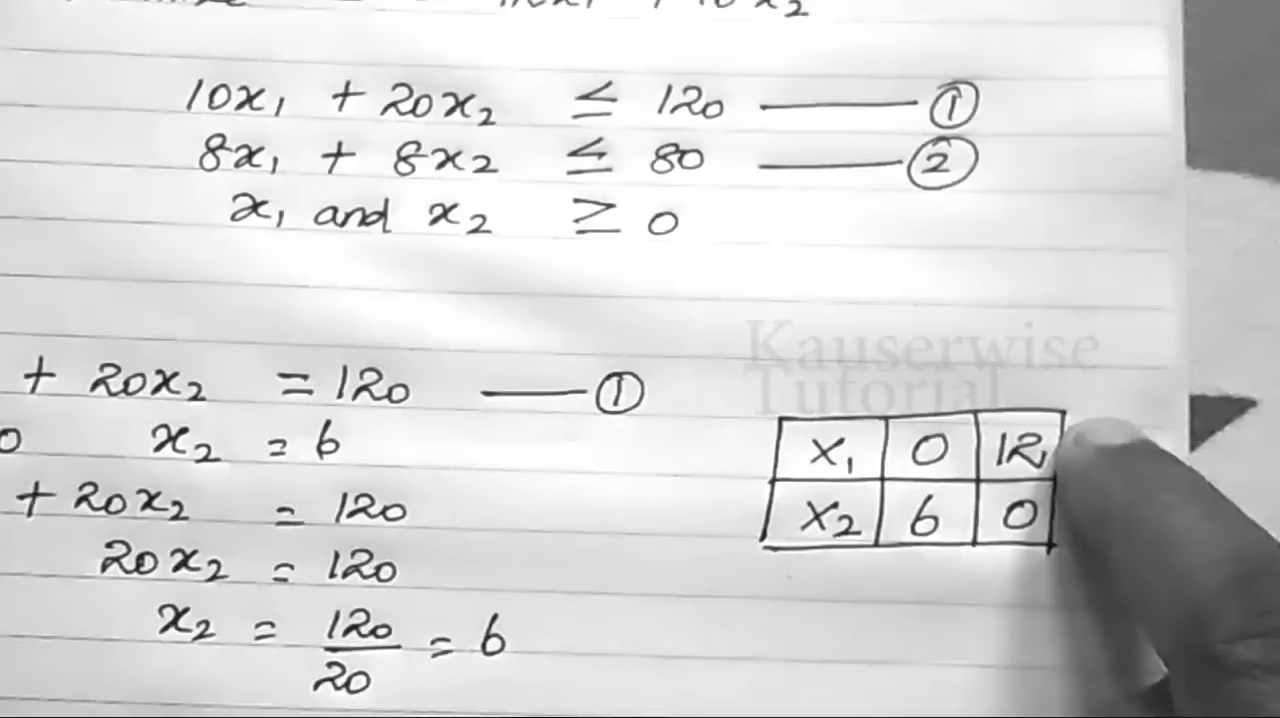 x₂
10x₁ + 20x₂ ≤ 120 —— ①
8x₁ + 8x₂ ≤ 80 —— ②
x₁ and x₂ ≥ 0
Kauserwise
Tutorial
+ 20x₂ = 120 —— ①
0 x₂ = 6
+ 20x₂ = 120
20x₂ = 120
x₂ = 120/20 = 6
x₁ 0 12
x₂ 6 0